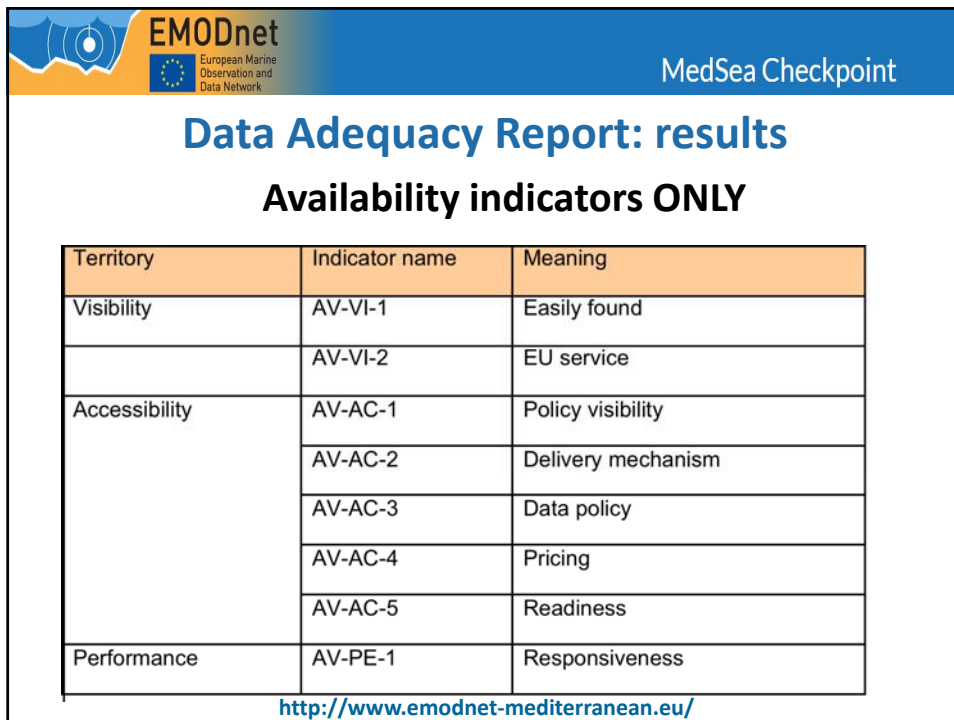 EMODnet
European Marine
Observation and
Data Network
MedSea Checkpoint
Data Adequacy Report: results
Availability indicators ONLY
Territory Indicator name Meaning
Visibility AV-VI-1 Easily found
AV-VI-2 EU service
Accessibility AV-AC-1 Policy visibility
AV-AC-2 Delivery mechanism
AV-AC-3 Data policy
AV-AC-4 Pricing
AV-AC-5 Readiness
Performance AV-PE-1 Responsiveness
http://www.emodnet-mediterranean.eu/